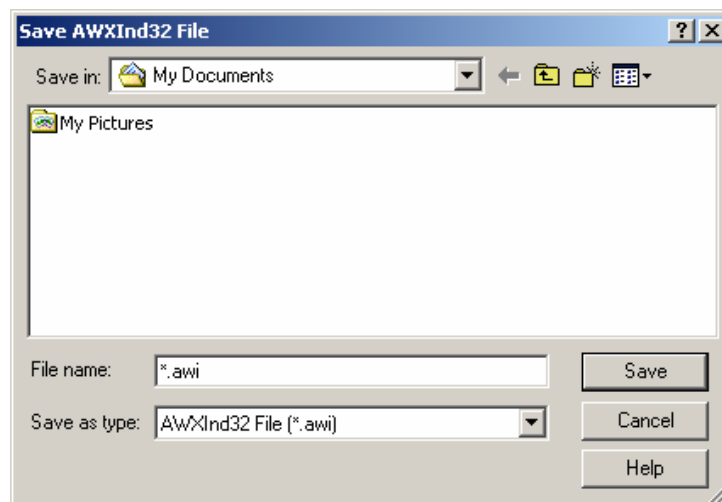 Save AWXInd32 File
Save in: My Documents
My Pictures
File name: *.awi Save
Save as type: AWXInd32 File (*.awi) Cancel
Help